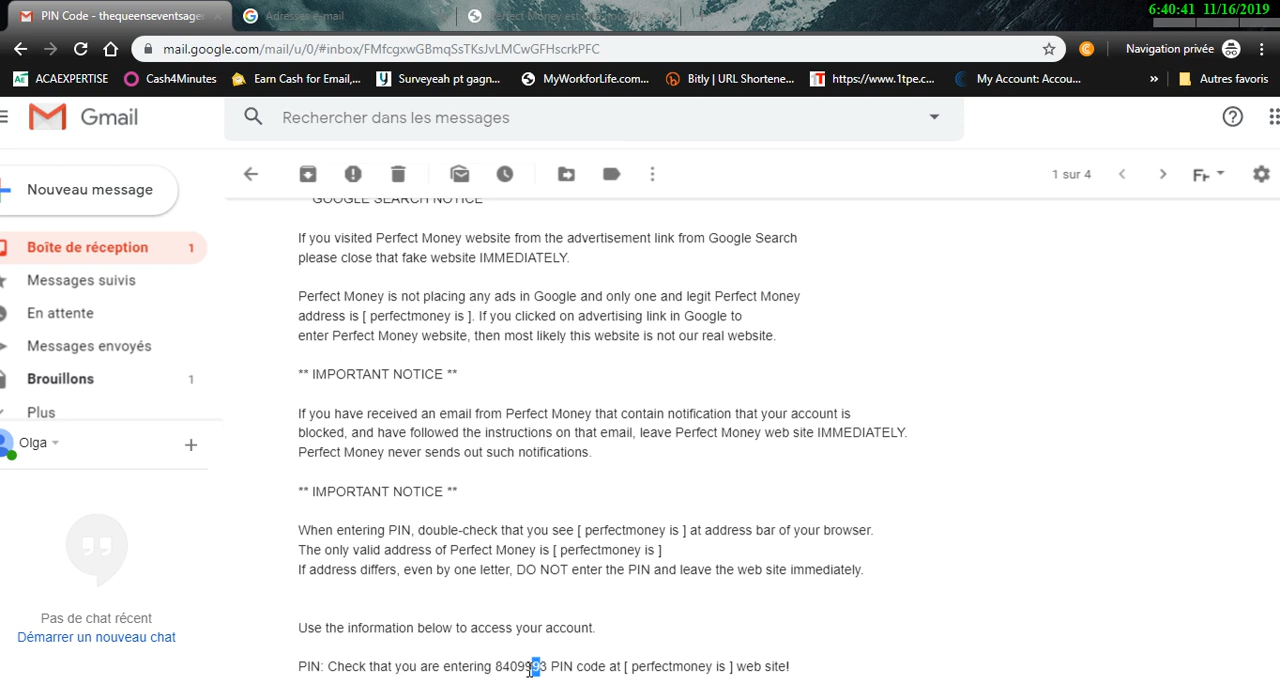 6:40:41 11/16/2019
PIN Code - thequeenseventsager
Adresses e-mail
mail.google.com/mail/u/0/#inbox/FMfcgxwGBmqSsTKsJvLMCwGFHscrkPFC
Navigation privée
ACAEXPERTISE
Cash4Minutes
Earn Cash for Email,...
Surveyeah pt gagn...
MyWorkforLife.com...
Bitly | URL Shortene...
https://www.1tpe.c...
My Account: Accou...
»
Autres favoris
Gmail
Rechercher dans les messages
Nouveau message
1 sur 4
Boîte de réception 1
Messages suivis
En attente
Messages envoyés
Brouillons 1
Plus
Olga
Pas de chat récent
Démarrer un nouveau chat
GOOGLE SEARCH NOTICE
If you visited Perfect Money website from the advertisement link from Google Search
please close that fake website IMMEDIATELY.
Perfect Money is not placing any ads in Google and only one and legit Perfect Money
address is [ perfectmoney is ]. If you clicked on advertising link in Google to
enter Perfect Money website, then most likely this website is not our real website.
** IMPORTANT NOTICE **
If you have received an email from Perfect Money that contain notification that your account is
blocked, and have followed the instructions on that email, leave Perfect Money web site IMMEDIATELY.
Perfect Money never sends out such notifications.
** IMPORTANT NOTICE **
When entering PIN, double-check that you see [ perfectmoney is ] at address bar of your browser.
The only valid address of Perfect Money is [ perfectmoney is ]
If address differs, even by one letter, DO NOT enter the PIN and leave the web site immediately.
Use the information below to access your account.
PIN: Check that you are entering PIN code at [ perfectmoney is ] web site!